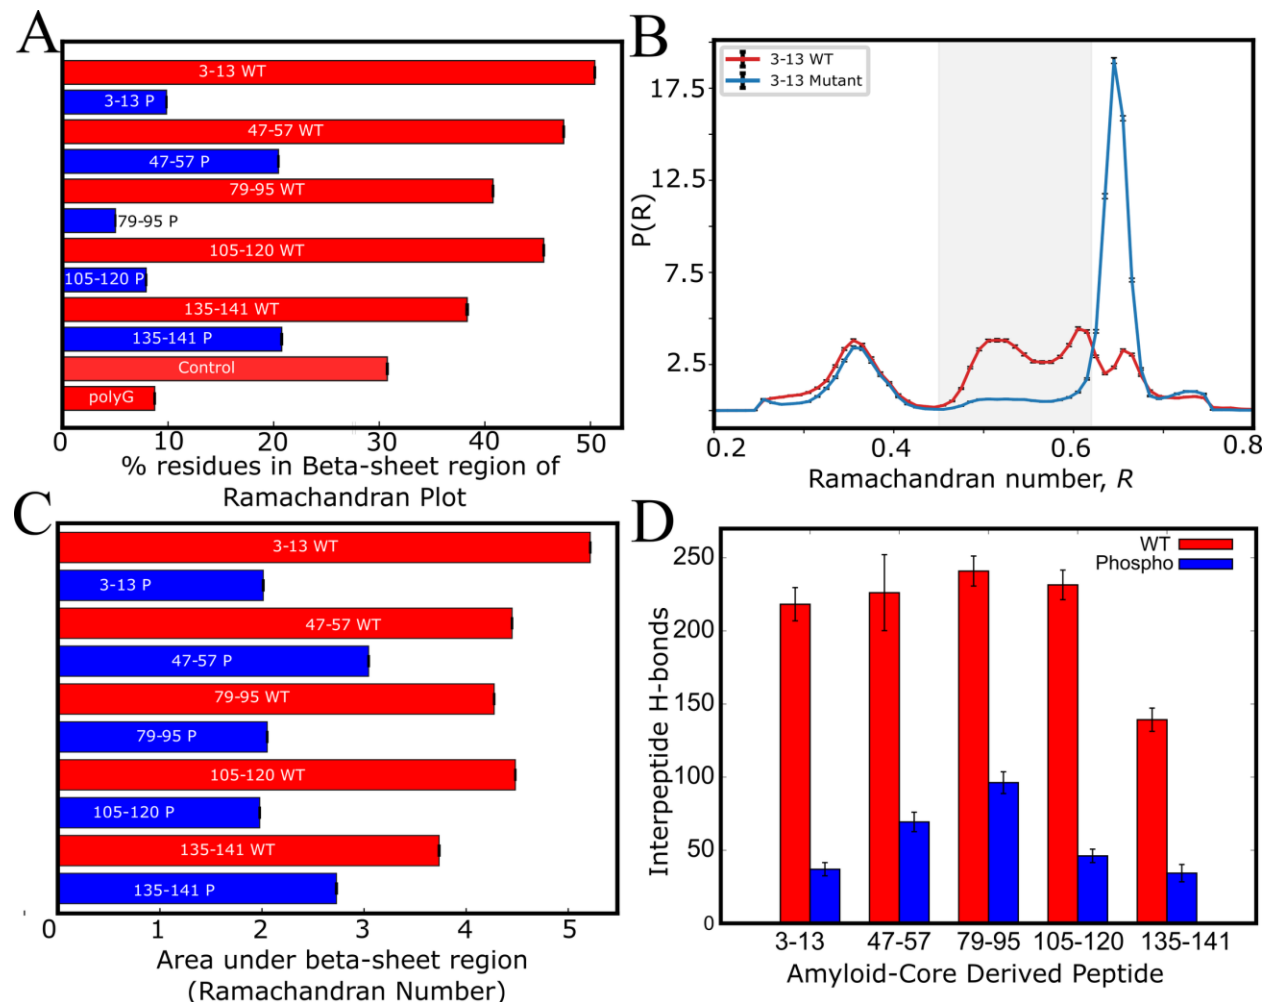 A
3-13 WT
3-13 P
47-57 WT
47-57 P
79-95 WT
79-95 P
105-120 WT
105-120 P
135-141 WT
135-141 P
Control
polyG
0 10 20 30 40 50
% residues in Beta-sheet region of
Ramachandran Plot
B
3-13 WT
3-13 Mutant
P(R)
17.5
12.5
7.5
2.5
0.2 0.4 0.6 0.8
Ramachandran number, R
C
3-13 WT
3-13 P
47-57 WT
47-57 P
79-95 WT
79-95 P
105-120 WT
105-120 P
135-141 WT
135-141 P
0 1 2 3 4 5
Area under beta-sheet region
(Ramachandran Number)
D
WT
Phospho
Interpeptide H-bonds
250
200
150
100
50
0
3-13 47-57 79-95 105-120 135-141
Amyloid-Core Derived Peptide